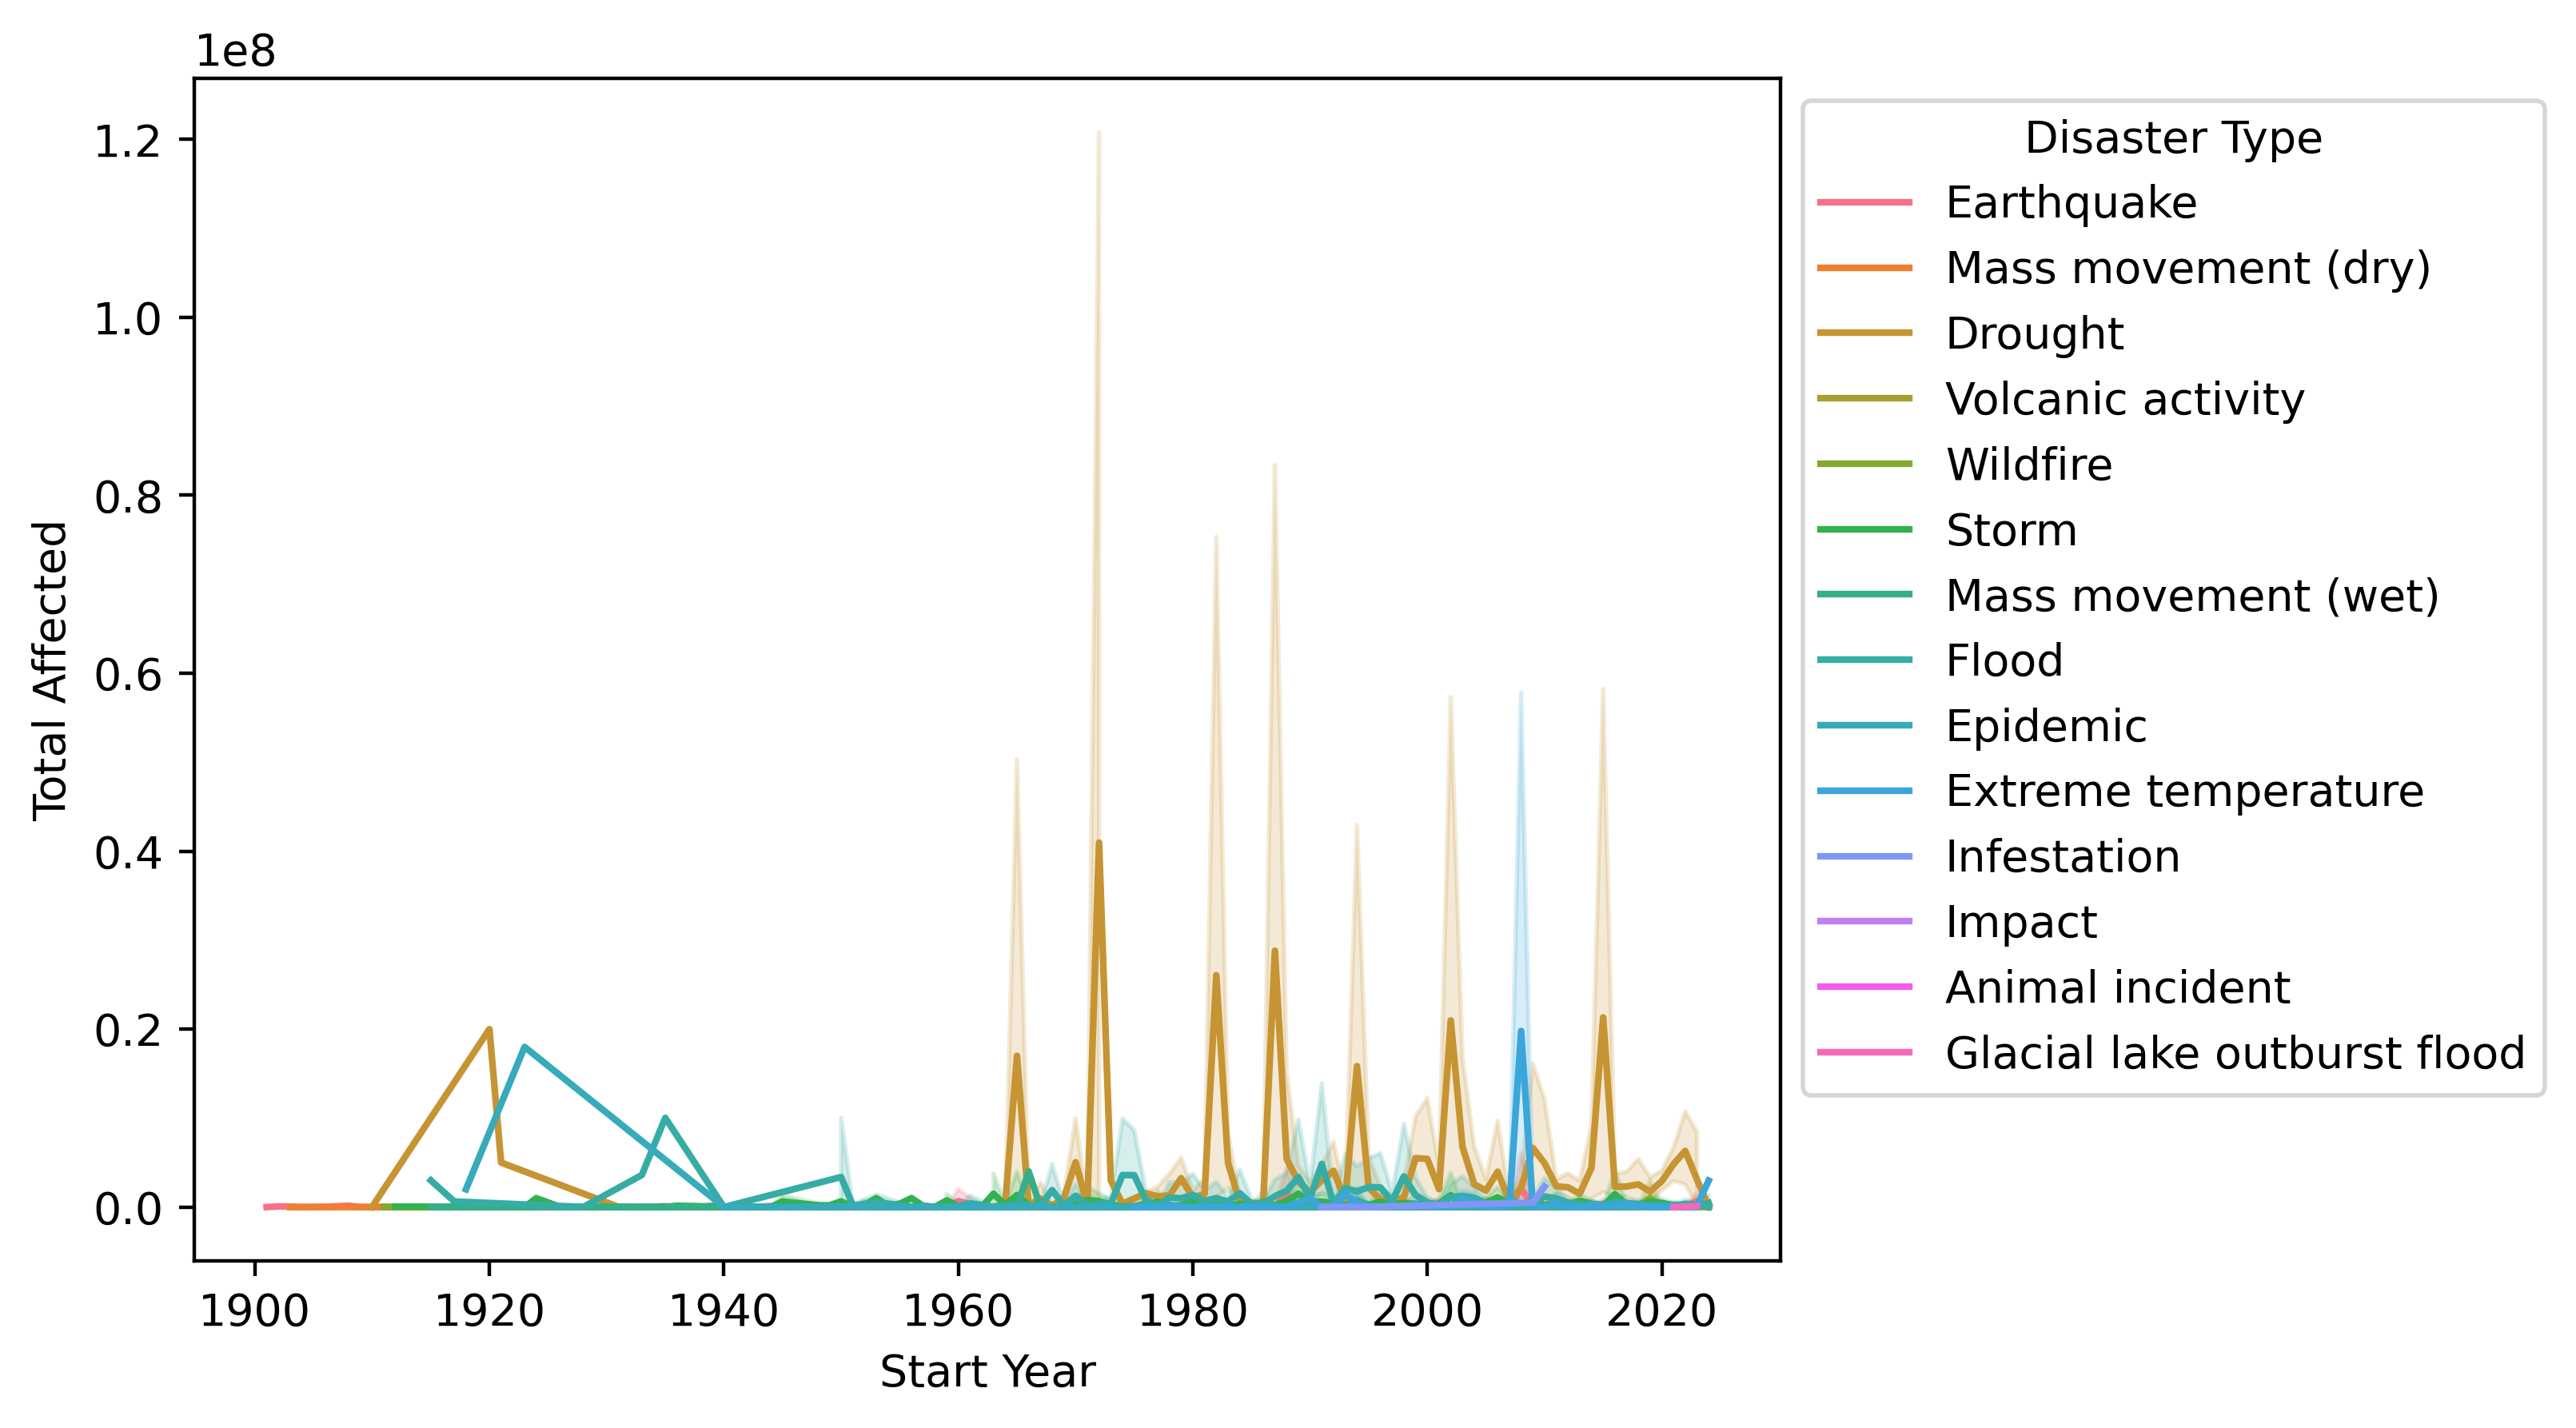 1e8
1.2
1.0
0.8
0.6
0.4
0.2
0.0
Total Affected
1900 1920 1940 1960 1980 2000 2020
Start Year
Disaster Type
Earthquake
Mass movement (dry)
Drought
Volcanic activity
Wildfire
Storm
Mass movement (wet)
Flood
Epidemic
Extreme temperature
Infestation
Impact
Animal incident
Glacial lake outburst flood